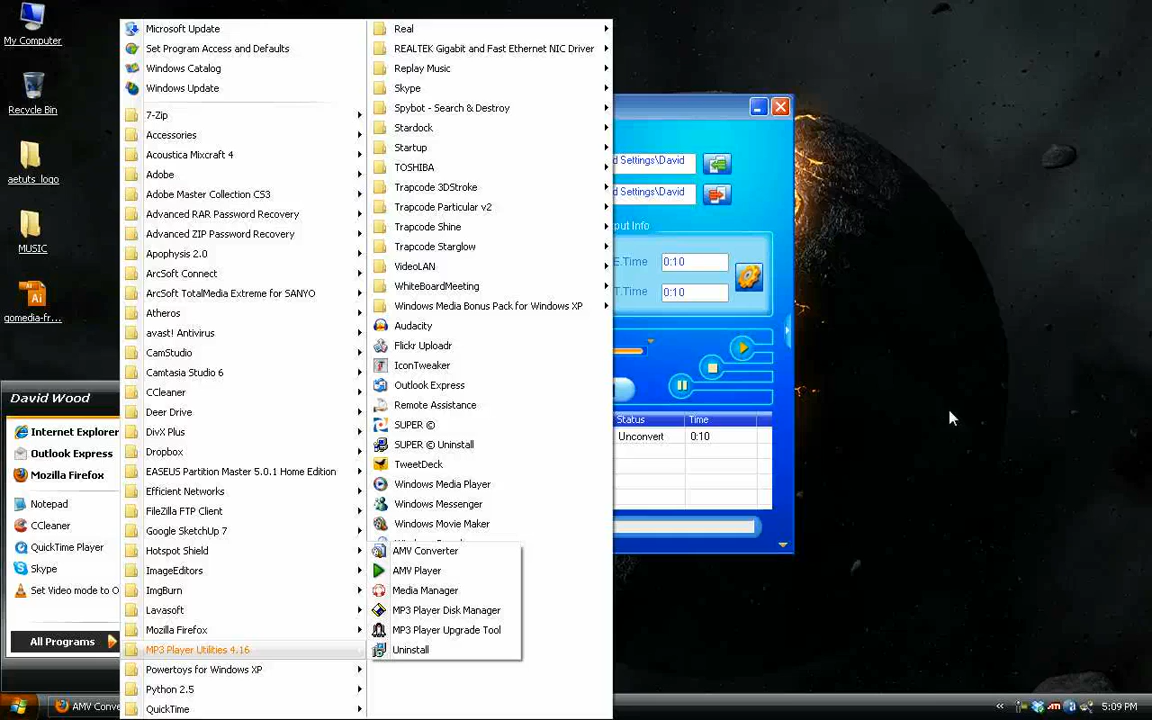 My Computer
Recycle Bin
aetuts_logo
MUSIC
gomedia-fr...
David Wood
Internet Explorer
Outlook Express
Mozilla Firefox
Notepad
CCleaner
QuickTime Player
Skype
Set Video mode to O
All Programs
Microsoft Update
Set Program Access and Defaults
Windows Catalog
Windows Update
7-Zip
Accessories
Acoustica Mixcraft 4
Adobe
Adobe Master Collection CS3
Advanced RAR Password Recovery
Advanced ZIP Password Recovery
Apophysis 2.0
ArcSoft Connect
ArcSoft TotalMedia Extreme for SANYO
Atheros
avast! Antivirus
CamStudio
Camtasia Studio 6
CCleaner
Deer Drive
DivX Plus
Dropbox
EASEUS Partition Master 5.0.1 Home Edition
Efficient Networks
FileZilla FTP Client
Google SketchUp 7
Hotspot Shield
ImageEditors
ImgBurn
Lavasoft
Mozilla Firefox
MP3 Player Utilities 4.16
Powertoys for Windows XP
Python 2.5
QuickTime
Real
REALTEK Gigabit and Fast Ethernet NIC Driver
Replay Music
Skype
Spybot - Search & Destroy
Stardock
Startup
TOSHIBA
Trapcode 3DStroke
Trapcode Particular v2
Trapcode Shine
Trapcode Starglow
VideoLAN
WhiteBoardMeeting
Windows Media Bonus Pack for Windows XP
Audacity
Flickr Uploadr
IconTweaker
Outlook Express
Remote Assistance
SUPER ©
SUPER © Uninstall
TweetDeck
Windows Media Player
Windows Messenger
Windows Movie Maker
AMV Converter
AMV Player
Media Manager
MP3 Player Disk Manager
MP3 Player Upgrade Tool
Uninstall
d Settings\David
d Settings\David
put Info
E.Time 0:10
T.Time 0:10
Status Time
Unconvert 0:10
AMV Conve
5:09 PM